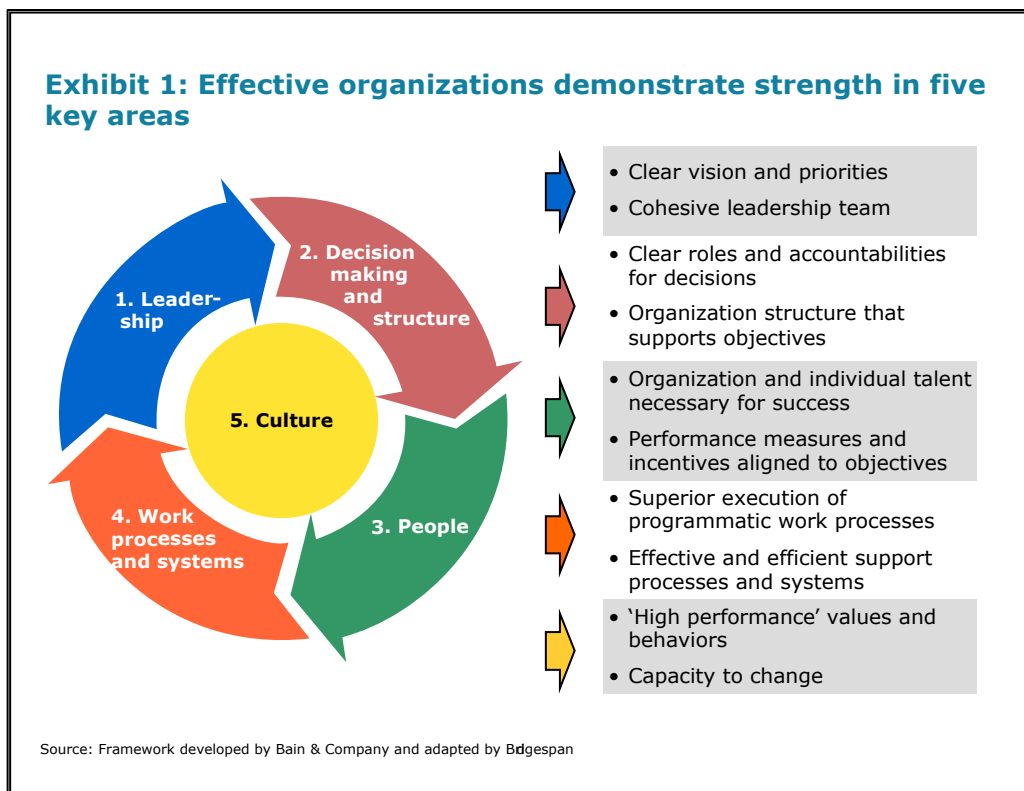 Exhibit 1: Effective organizations demonstrate strength in five
key areas
1. Leader-
ship
2. Decision
making
and
structure
3. People
4. Work
processes
and systems
5. Culture
• Clear vision and priorities
• Cohesive leadership team
• Clear roles and accountabilities
for decisions
• Organization structure that
supports objectives
• Organization and individual talent
necessary for success
• Performance measures and
incentives aligned to objectives
• Superior execution of
programmatic work processes
• Effective and efficient support
processes and systems
• ‘High performance’ values and
behaviors
• Capacity to change
Source: Framework developed by Bain & Company and adapted by Bridgespan